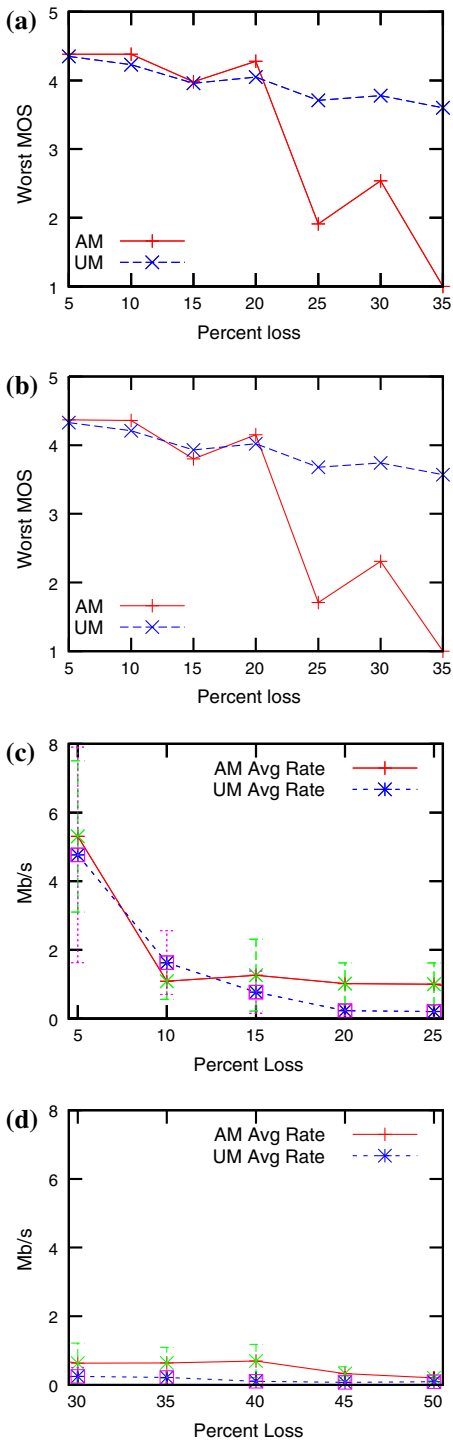 (a)
5
4
3
2
1
Worst MOS
AM
UM
5 10 15 20 25 30 35
Percent loss
(b)
5
4
3
2
1
Worst MOS
AM
UM
5 10 15 20 25 30 35
Percent loss
(c)
8
6
4
2
0
Mb/s
AM Avg Rate
UM Avg Rate
5 10 15 20 25
Percent Loss
(d)
8
6
4
2
0
Mb/s
AM Avg Rate
UM Avg Rate
30 35 40 45 50
Percent Loss